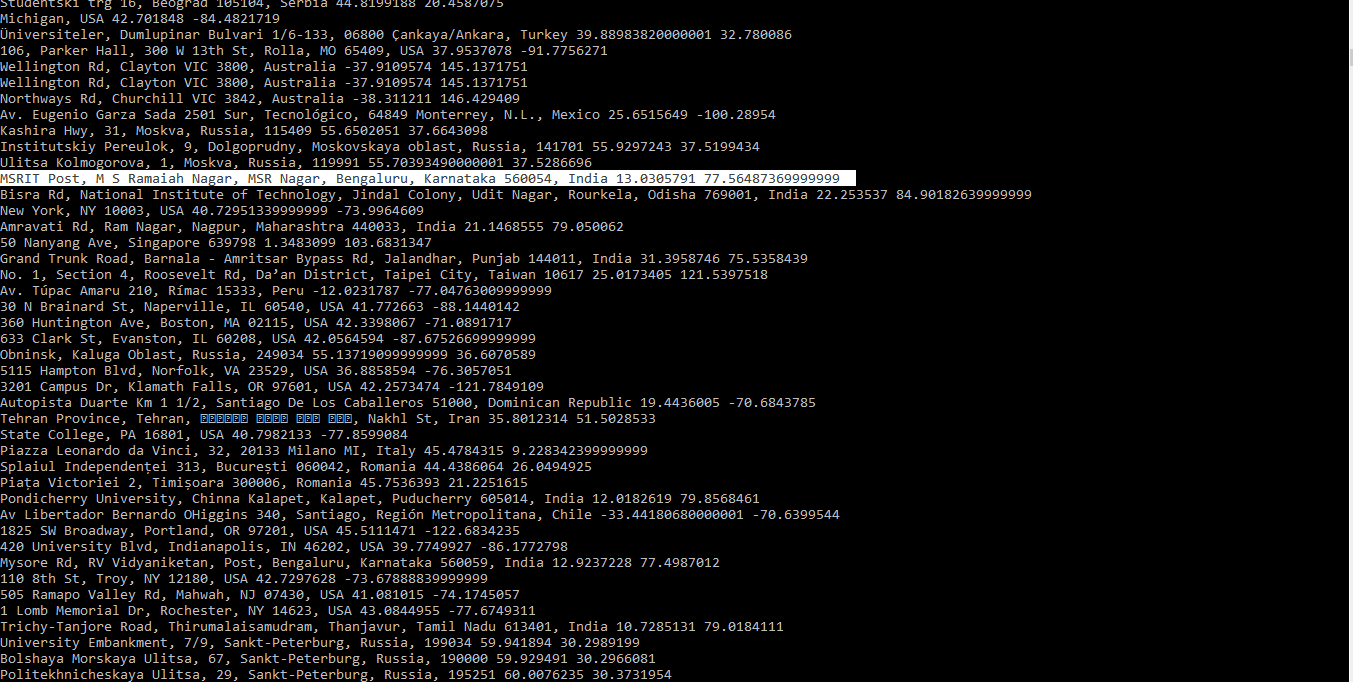 Studentski trg 16, Beograd 105104, Serbia 44.8199188 20.4587075
Michigan, USA 42.701848 -84.4821719
Üniversiteler, Dumlupinar Bulvari 1/6-133, 06800 Çankaya/Ankara, Turkey 39.88983820000001 32.780086
106, Parker Hall, 300 W 13th St, Rolla, MO 65409, USA 37.9537078 -91.7756271
Wellington Rd, Clayton VIC 3800, Australia -37.9109574 145.1371751
Wellington Rd, Clayton VIC 3800, Australia -37.9109574 145.1371751
Northways Rd, Churchill VIC 3842, Australia -38.311211 146.429409
Av. Eugenio Garza Sada 2501 Sur, Tecnológico, 64849 Monterrey, N.L., Mexico 25.6515649 -100.28954
Kashira Hwy, 31, Moskva, Russia, 115409 55.6502051 37.6643098
Institutskiy Pereulok, 9, Dolgoprudny, Moskovskaya oblast, Russia, 141701 55.9297243 37.5199434
Ulitsa Kolmogorova, 1, Moskva, Russia, 119991 55.70393490000001 37.5286696
MSRIT Post, M S Ramaiah Nagar, MSR Nagar, Bengaluru, Karnataka 560054, India 13.0305791 77.56487369999999
Bisra Rd, National Institute of Technology, Jindal Colony, Udit Nagar, Rourkela, Odisha 769001, India 22.253537 84.90182639999999
New York, NY 10003, USA 40.72951339999999 -73.9964609
Amravati Rd, Ram Nagar, Nagpur, Maharashtra 440033, India 21.1468555 79.050062
50 Nanyang Ave, Singapore 639798 1.3483099 103.6831347
Grand Trunk Road, Barnala - Amritsar Bypass Rd, Jalandhar, Punjab 144011, India 31.3958746 75.5358439
No. 1, Section 4, Roosevelt Rd, Da’an District, Taipei City, Taiwan 10617 25.0173405 121.5397518
Av. Túpac Amaru 210, Rímac 15333, Peru -12.0231787 -77.04763009999999
30 N Brainard St, Naperville, IL 60540, USA 41.772663 -88.1440142
360 Huntington Ave, Boston, MA 02115, USA 42.3398067 -71.0891717
633 Clark St, Evanston, IL 60208, USA 42.0564594 -87.67526699999999
Obninsk, Kaluga Oblast, Russia, 249034 55.13719099999999 36.6070589
5115 Hampton Blvd, Norfolk, VA 23529, USA 36.8858594 -76.3057051
3201 Campus Dr, Klamath Falls, OR 97601, USA 42.2573474 -121.7849109
Autopista Duarte Km 1 1/2, Santiago De Los Caballeros 51000, Dominican Republic 19.4436005 -70.6843785
Tehran Province, Tehran, , Nakhl St, Iran 35.8012314 51.5028533
State College, PA 16801, USA 40.7982133 -77.8599084
Piazza Leonardo da Vinci, 32, 20133 Milano MI, Italy 45.4784315 9.228342399999999
Splaiul Independenței 313, București 060042, Romania 44.4386064 26.0494925
Piața Victoriei 2, Timișoara 300006, Romania 45.7536393 21.2251615
Pondicherry University, Chinna Kalapet, Kalapet, Puducherry 605014, India 12.0182619 79.8568461
Av Libertador Bernardo OHiggins 340, Santiago, Región Metropolitana, Chile -33.44180680000001 -70.6399544
1825 SW Broadway, Portland, OR 97201, USA 45.5111471 -122.6834235
420 University Blvd, Indianapolis, IN 46202, USA 39.7749927 -86.1772798
Mysore Rd, RV Vidyaniketan, Post, Bengaluru, Karnataka 560059, India 12.9237228 77.4987012
110 8th St, Troy, NY 12180, USA 42.7297628 -73.67888839999999
505 Ramapo Valley Rd, Mahwah, NJ 07430, USA 41.081015 -74.1745057
1 Lomb Memorial Dr, Rochester, NY 14623, USA 43.0844955 -77.6749311
Trichy-Tanjore Road, Thirumalaisamudram, Thanjavur, Tamil Nadu 613401, India 10.7285131 79.0184111
University Embankment, 7/9, Sankt-Peterburg, Russia, 199034 59.941894 30.2989199
Bolshaya Morskaya Ulitsa, 67, Sankt-Peterburg, Russia, 190000 59.929491 30.2966081
Politekhnicheskaya Ulitsa, 29, Sankt-Peterburg, Russia, 195251 60.0076235 30.3731954